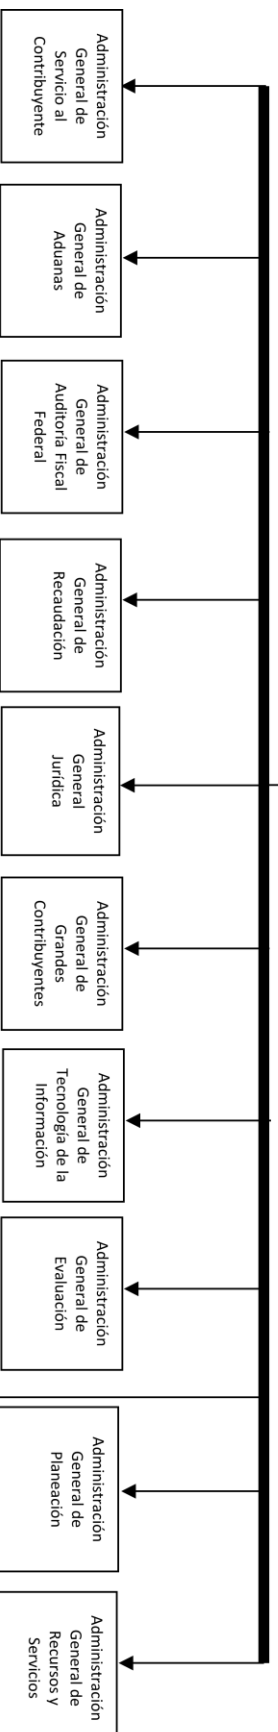 Administración
General de
Servicio al
Contribuyente
Administración
General de
Aduanas
Administración
General de
Auditoría Fiscal
Federal
Administración
General de
Recaudación
Administración
General
Jurídica
Administración
General de
Grandes
Contribuyentes
Administración
General de
Tecnología de la
Información
Administración
General de
Evaluación
Administración
General de
Planeación
Administración
General de
Recursos y
Servicios